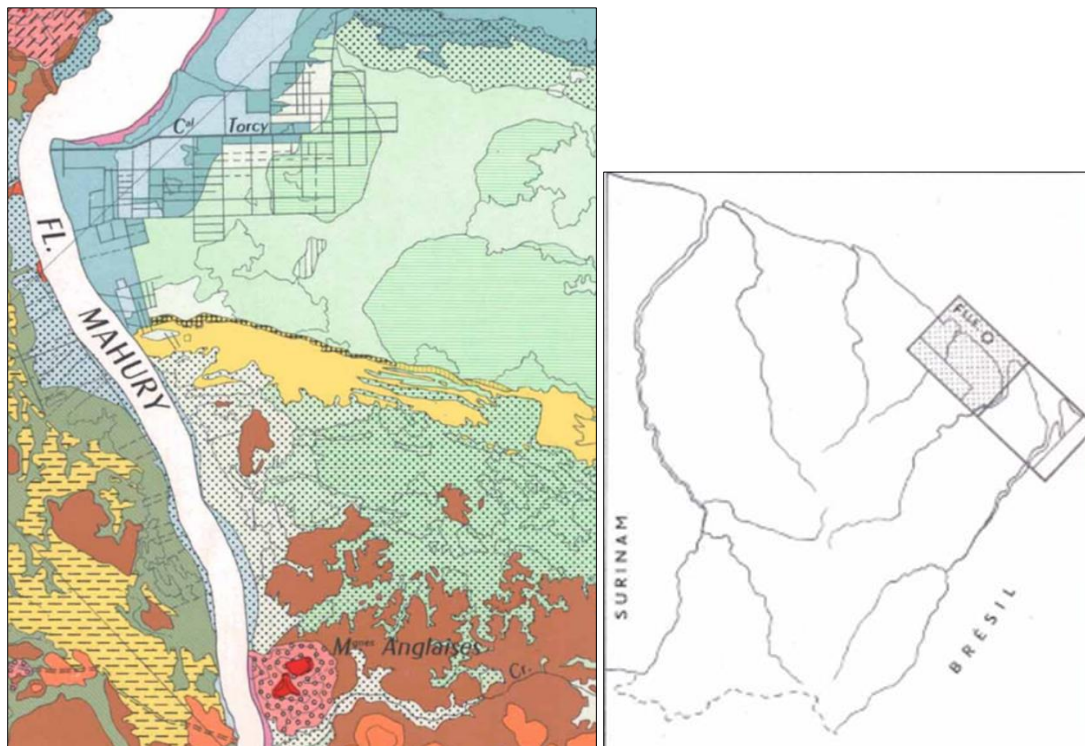 Cal Torcy
FL. MAHURY
Mgnes Anglaises
Cr.
Flle. O
SURINAM
BRÉSIL